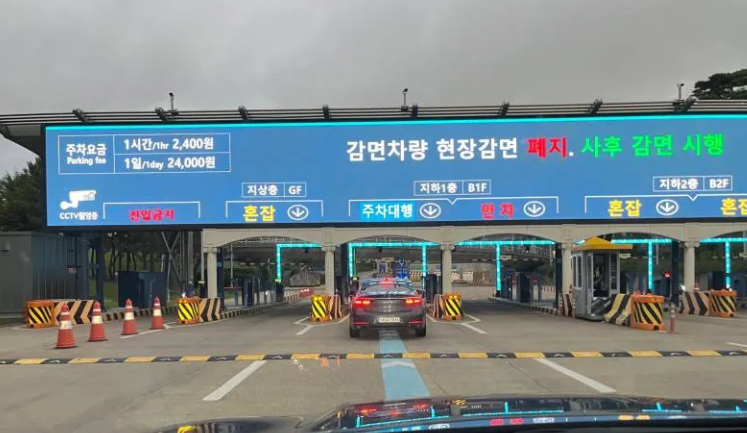 주차요금 1시간/1hr 2,400원
Parking fee 1일/1day 24,000원
감면차량 현장감면 폐지. 사후 감면 시행
지상층 GF
지하1층 B1F
지하2층 B2F
CCTV촬영중
진입금지
혼잡
주차대행
만차
혼잡
혼잡